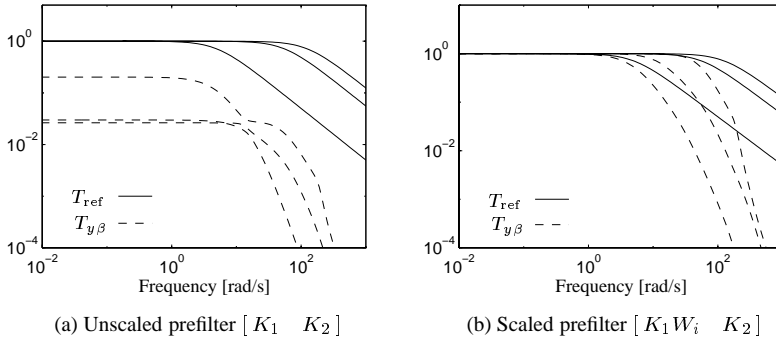 10^0
10^-2
10^-4
10^-2 10^0 10^2
T_ref
T_yβ
Frequency [rad/s]
(a) Unscaled prefilter [ K_1 K_2 ]
10^0
10^-2
10^-4
10^-2 10^0 10^2
T_ref
T_yβ
Frequency [rad/s]
(b) Scaled prefilter [ K_1W_i K_2 ]